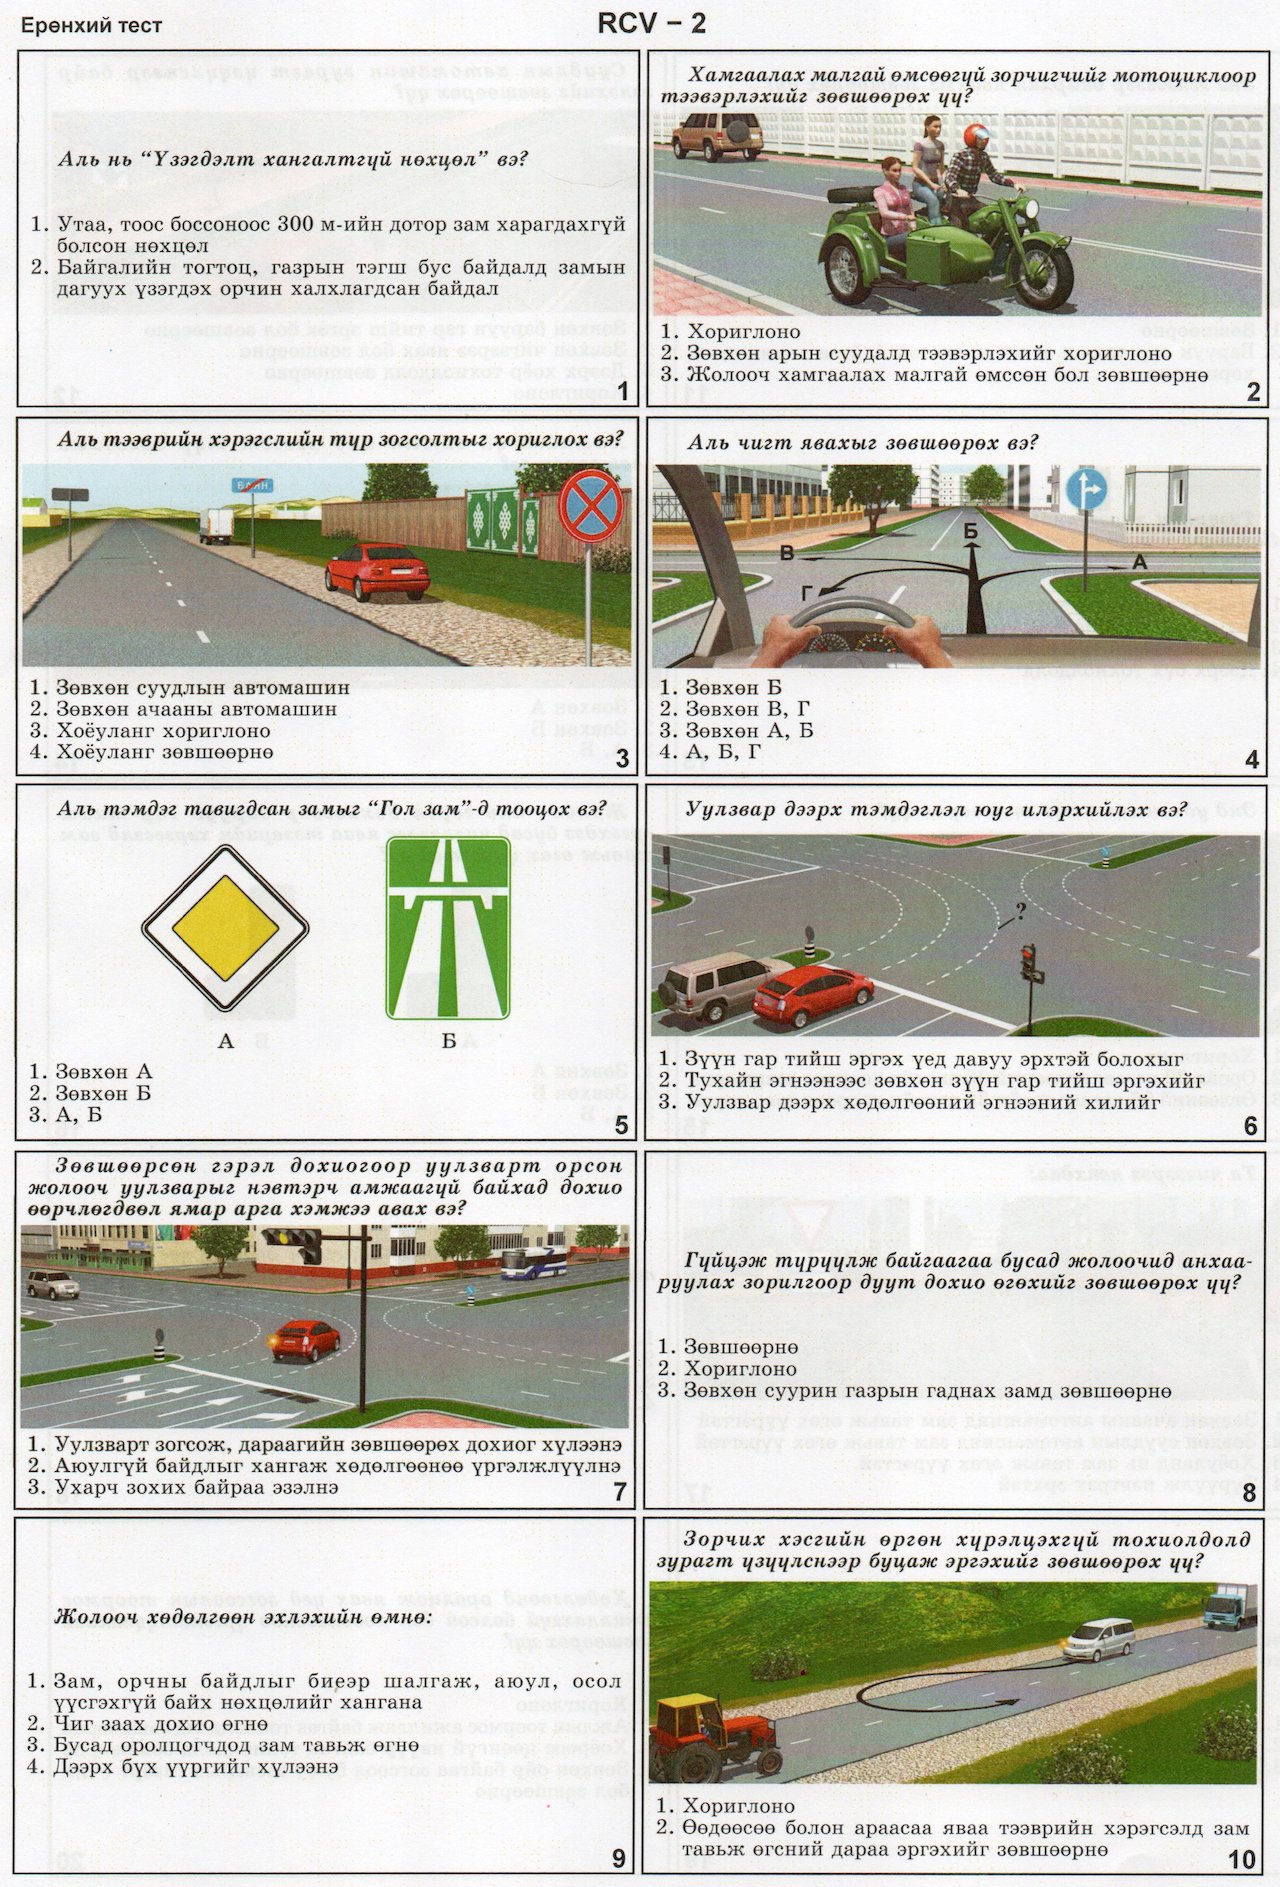 Ерөнхий тест
RCV – 2
Аль нь “Үзэгдэлт хангалтгүй нөхцөл” вэ?
1. Утаа, тоос боссоноос 300 м-ийн дотор зам харагдахгүй
болсон нөхцөл
2. Байгалийн тогтоц, газрын тэгш бус байдалд замын
дагуух үзэгдэх орчин халхлагдсан байдал
1
Хамгаалах малгай өмсөөгүй зорчигчийг мотоциклоор
тээвэрлэхийг зөвшөөрөх үү?
1. Хориглоно
2. Зөвхөн арын суудалд тээвэрлэхийг хориглоно
3. Жолооч хамгаалах малгай өмссөн бол зөвшөөрнө
2
Аль тээврийн хэрэгслийн түр зогсолтыг хориглох вэ?
БАЯН
1. Зөвхөн суудлын автомашин
2. Зөвхөн ачааны автомашин
3. Хоёуланг хориглоно
4. Хоёуланг зөвшөөрнө
3
Аль чигт явахыг зөвшөөрөх вэ?
Б
В
А
Г
1. Зөвхөн Б
2. Зөвхөн В, Г
3. Зөвхөн А, Б
4. А, Б, Г
4
Аль тэмдэг тавигдсан замыг “Гол зам”-д тооцох вэ?
А
Б
1. Зөвхөн А
2. Зөвхөн Б
3. А, Б
5
Уулзвар дээрх тэмдэглэл юуг илэрхийлэх вэ?
?
1. Зүүн гар тийш эргэх үед давуу эрхтэй болохыг
2. Тухайн эгнээнээс зөвхөн зүүн гар тийш эргэхийг
3. Уулзвар дээрх хөдөлгөөний эгнээний хилийг
6
Зөвшөөрсөн гэрэл дохиогоор уулзварт орсон
жолооч уулзварыг нэвтэрч амжаагүй байхад дохио
өөрчлөгдвөл ямар арга хэмжээ авах вэ?
1. Уулзварт зогсож, дараагийн зөвшөөрөх дохиог хүлээнэ
2. Аюулгүй байдлыг хангаж хөдөлгөөнөө үргэлжлүүлнэ
3. Ухарч зохих байраа эзэлнэ
7
Гүйцэж түрүүлж байгаагаа бусад жолоочид анхаа-
руулах зорилгоор дуут дохио өгөхийг зөвшөөрөх үү?
1. Зөвшөөрнө
2. Хориглоно
3. Зөвхөн суурин газрын гаднах замд зөвшөөрнө
8
Жолооч хөдөлгөөн эхлэхийн өмнө:
1. Зам, орчны байдлыг биеэр шалгаж, аюул, осол
үүсгэхгүй байх нөхцөлийг хангана
2. Чиг заах дохио өгнө
3. Бусад оролцогчдод зам тавьж өгнө
4. Дээрх бүх үүргийг хүлээнэ
9
Зорчих хэсгийн өргөн хүрэлцэхгүй тохиолдолд
зурагт үзүүлснээр буцаж эргэхийг зөвшөөрөх үү?
1. Хориглоно
2. Өөдөөсөө болон араасаа яваа тээврийн хэрэгсэлд зам
тавьж өгсний дараа эргэхийг зөвшөөрнө
10